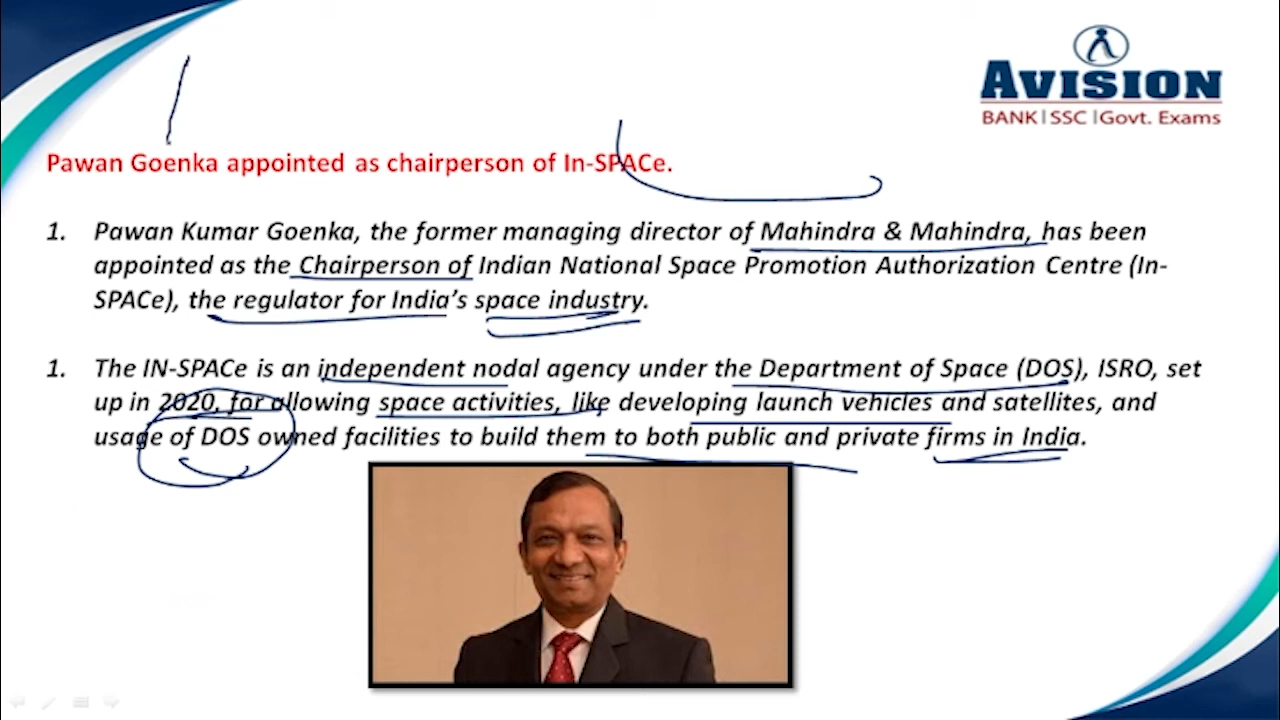 AVISION
BANK | SSC | Govt. Exams
Pawan Goenka appointed as chairperson of In-SPACe.
1. Pawan Kumar Goenka, the former managing director of Mahindra & Mahindra, has been
appointed as the Chairperson of Indian National Space Promotion Authorization Centre (In-
SPACe), the regulator for India’s space industry.
1. The IN-SPACe is an independent nodal agency under the Department of Space (DOS), ISRO, set
up in 2020, for allowing space activities, like developing launch vehicles and satellites, and
usage of DOS owned facilities to build them to both public and private firms in India.